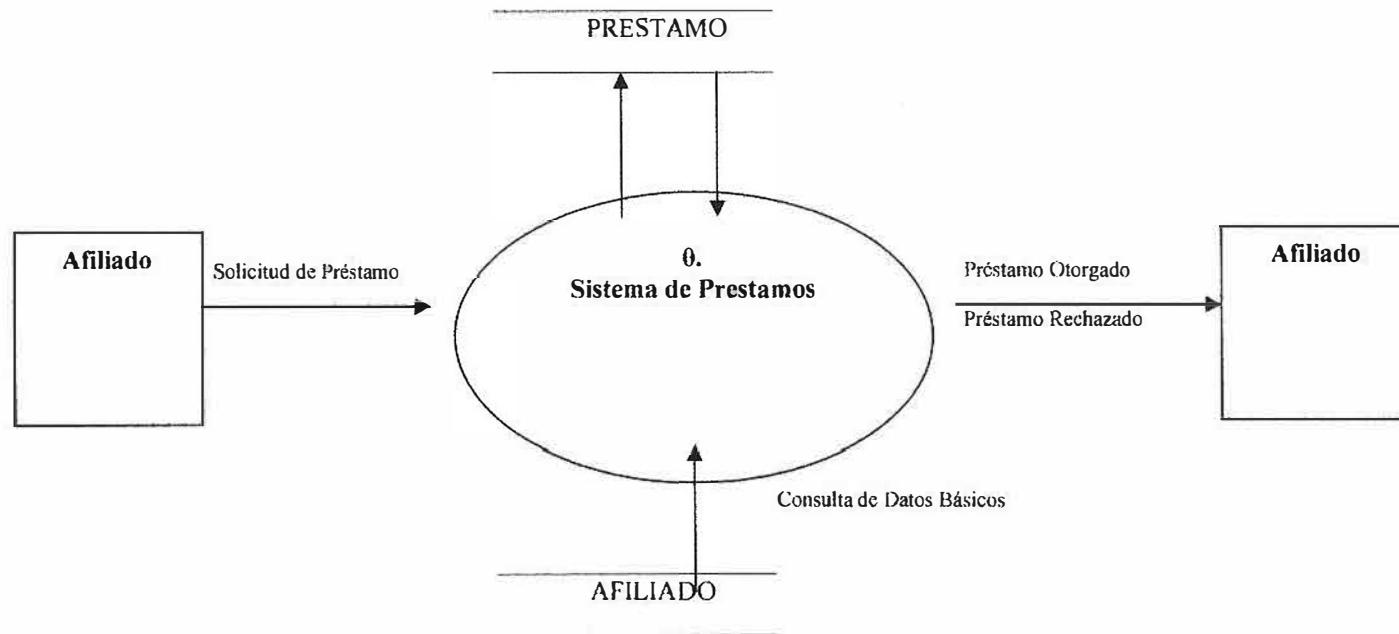 PRESTAMO
Afiliado
Solicitud de Préstamo
0.
Sistema de Prestamos
Préstamo Otorgado
Préstamo Rechazado
Afiliado
Consulta de Datos Básicos
AFILIADO